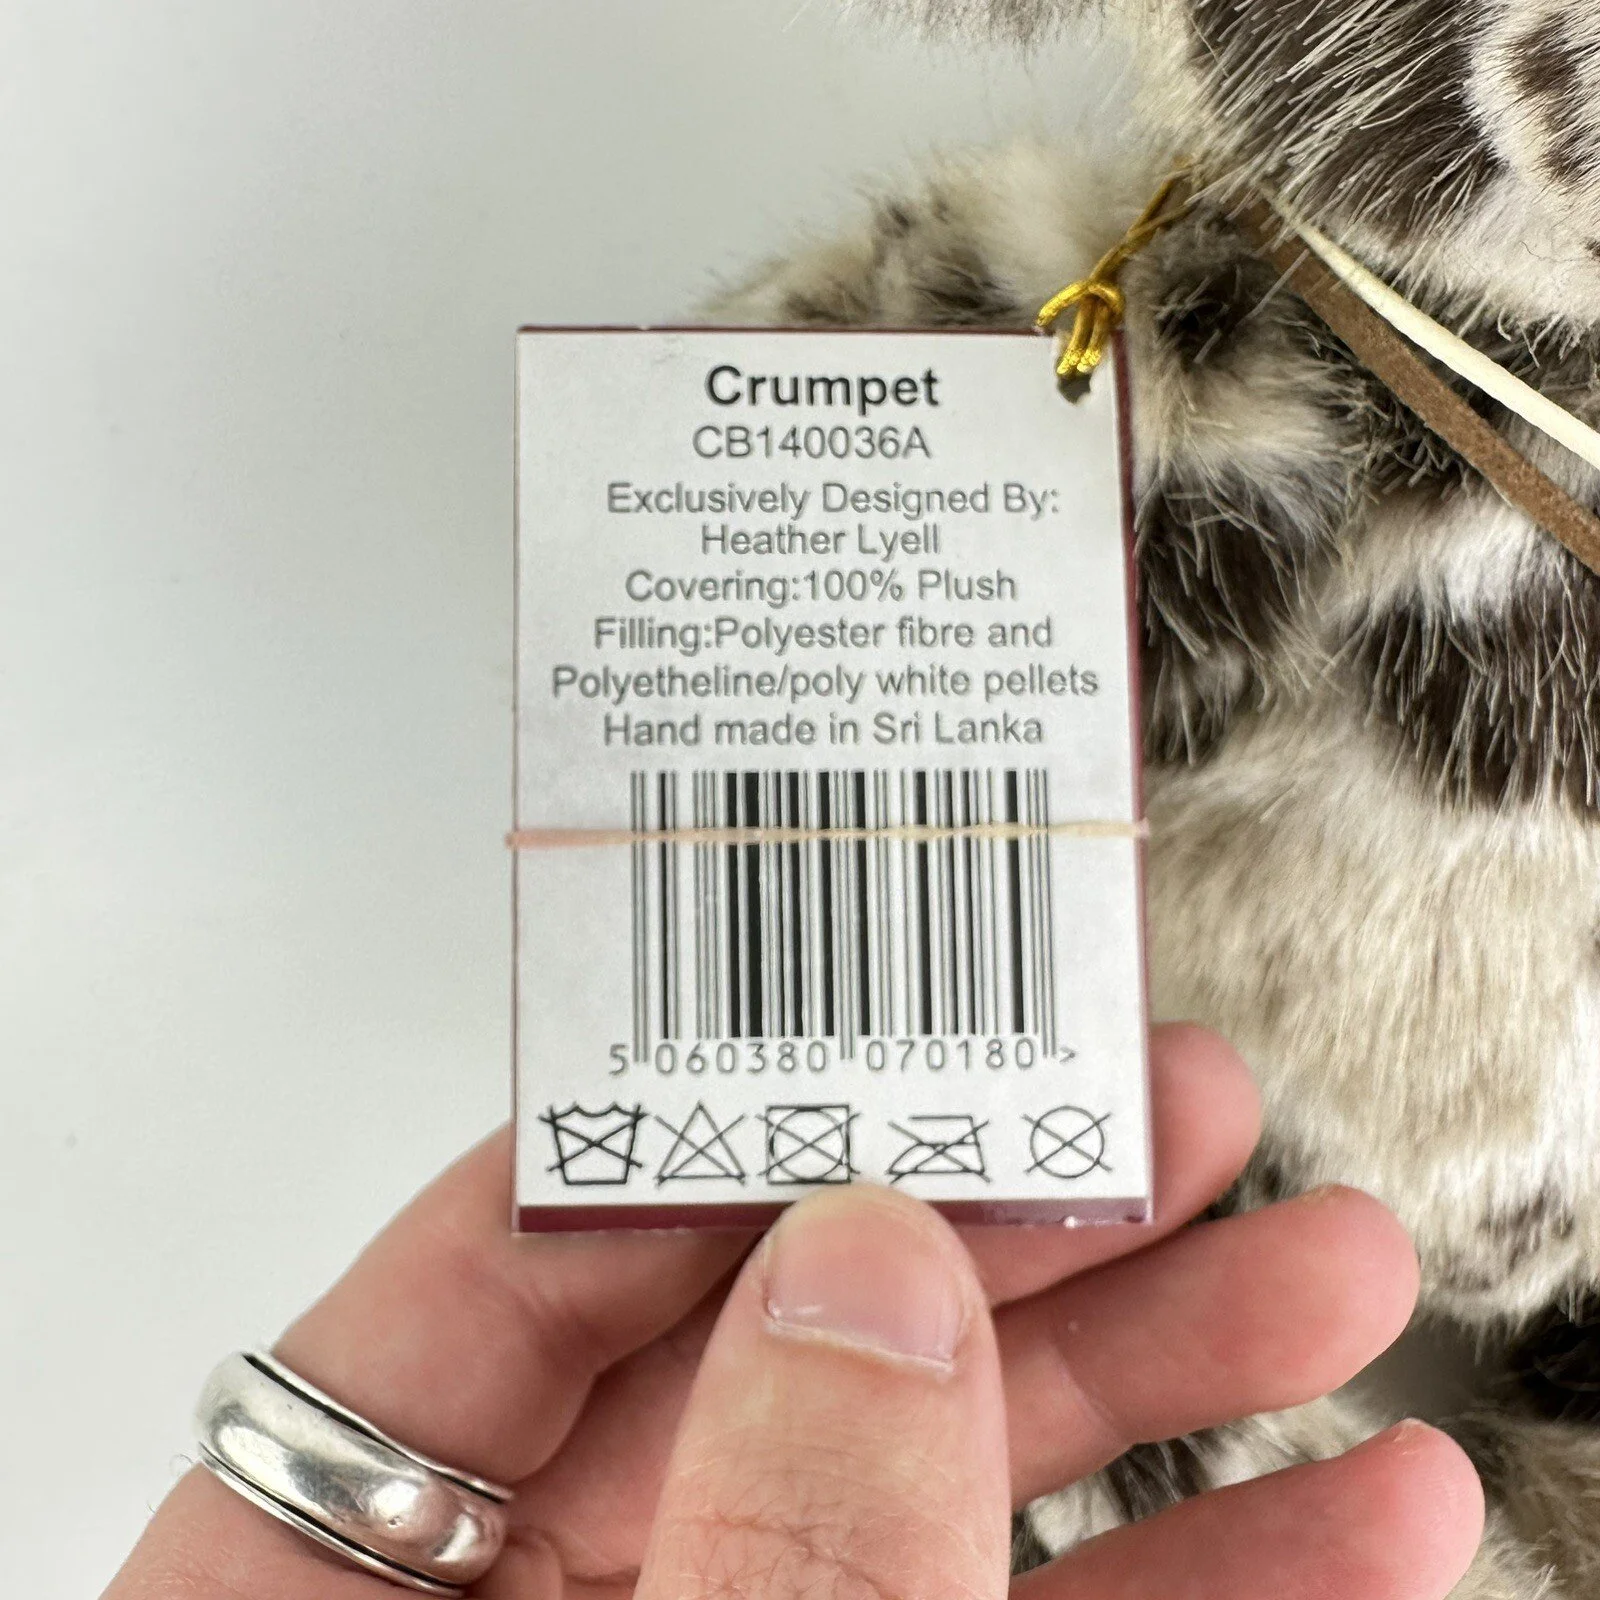 Crumpet
CB140036A
Exclusively Designed By:
Heather Lyell
Covering:100% Plush
Filling:Polyester fibre and
Polyetheline/poly white pellets
Hand made in Sri Lanka
5 060380 070180 >